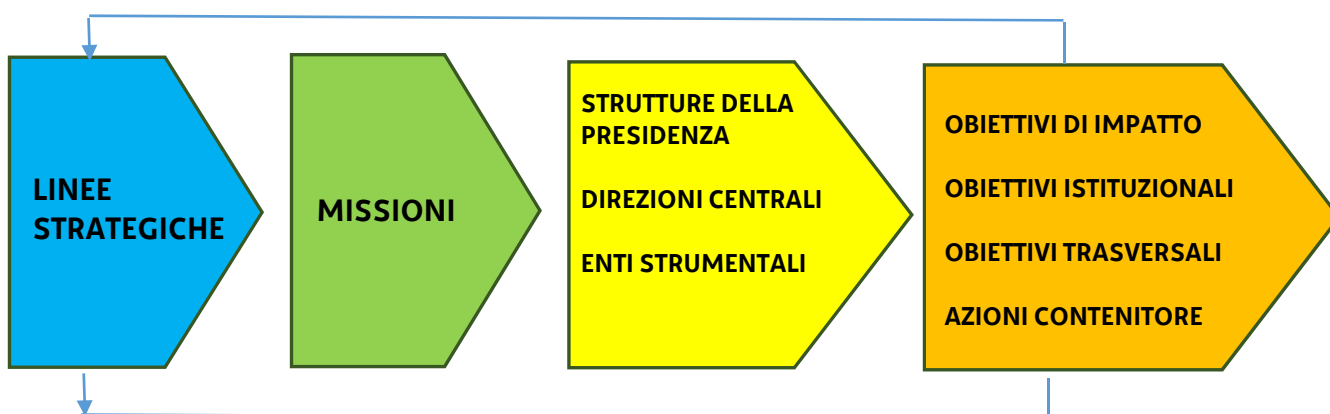 LINEE
STRATEGICHE
MISSIONI
STRUTTURE DELLA
PRESIDENZA
DIREZIONI CENTRALI
ENTI STRUMENTALI
OBIETTIVI DI IMPATTO
OBIETTIVI ISTITUZIONALI
OBIETTIVI TRASVERSALI
AZIONI CONTENITORE